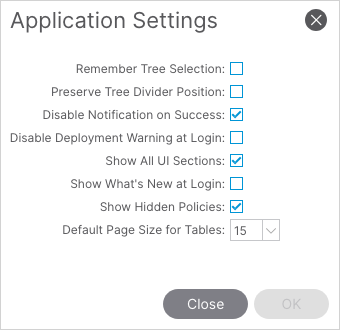 Application Settings
Remember Tree Selection:
Preserve Tree Divider Position:
Disable Notification on Success:
Disable Deployment Warning at Login:
Show All UI Sections:
Show What's New at Login:
Show Hidden Policies:
Default Page Size for Tables: 15
Close OK